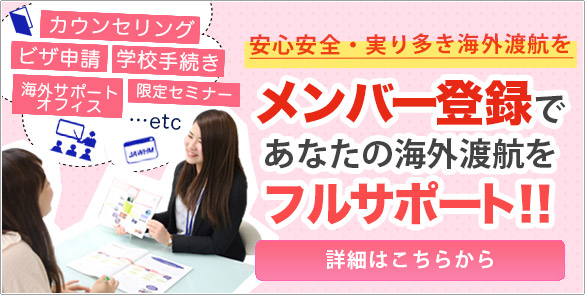 カウンセリング
ビザ申請
学校手続き
海外サポート
オフィス
限定セミナー
…etc
JAWHM
安心安全・実り多き海外渡航を
メンバー登録で
あなたの海外渡航を
フルサポート!!
詳細はこちらから